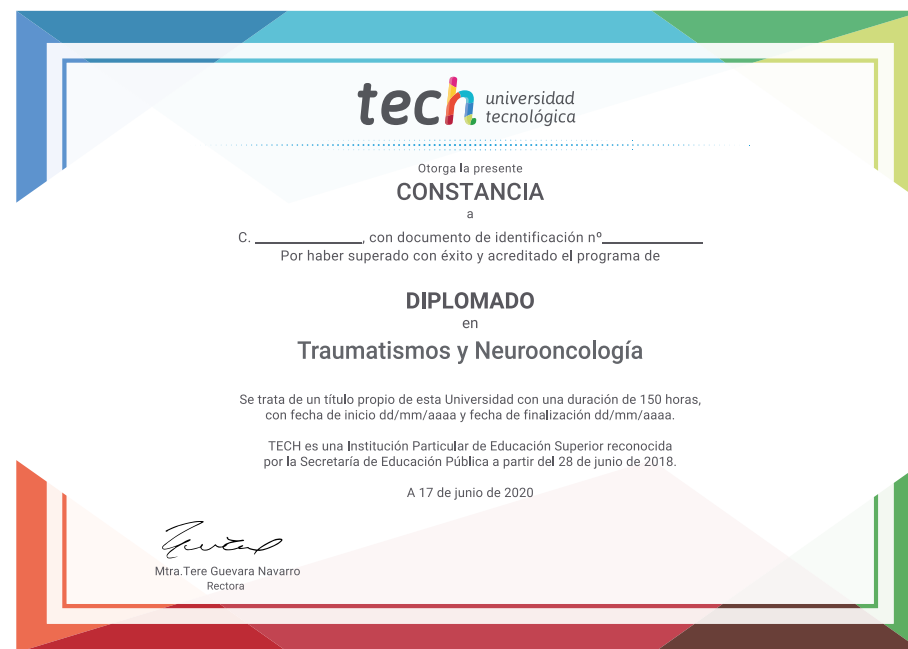 tech universidad
tecnológica
Otorga la presente
CONSTANCIA
a
C. ______________, con documento de identificación nº_____________
Por haber superado con éxito y acreditado el programa de
DIPLOMADO
en
Traumatismos y Neurooncología
Se trata de un título propio de esta Universidad con una duración de 150 horas,
con fecha de inicio dd/mm/aaaa y fecha de finalización dd/mm/aaaa.
TECH es una Institución Particular de Educación Superior reconocida
por la Secretaría de Educación Pública a partir del 28 de junio de 2018.
A 17 de junio de 2020
Mtra.Tere Guevara Navarro
Rectora